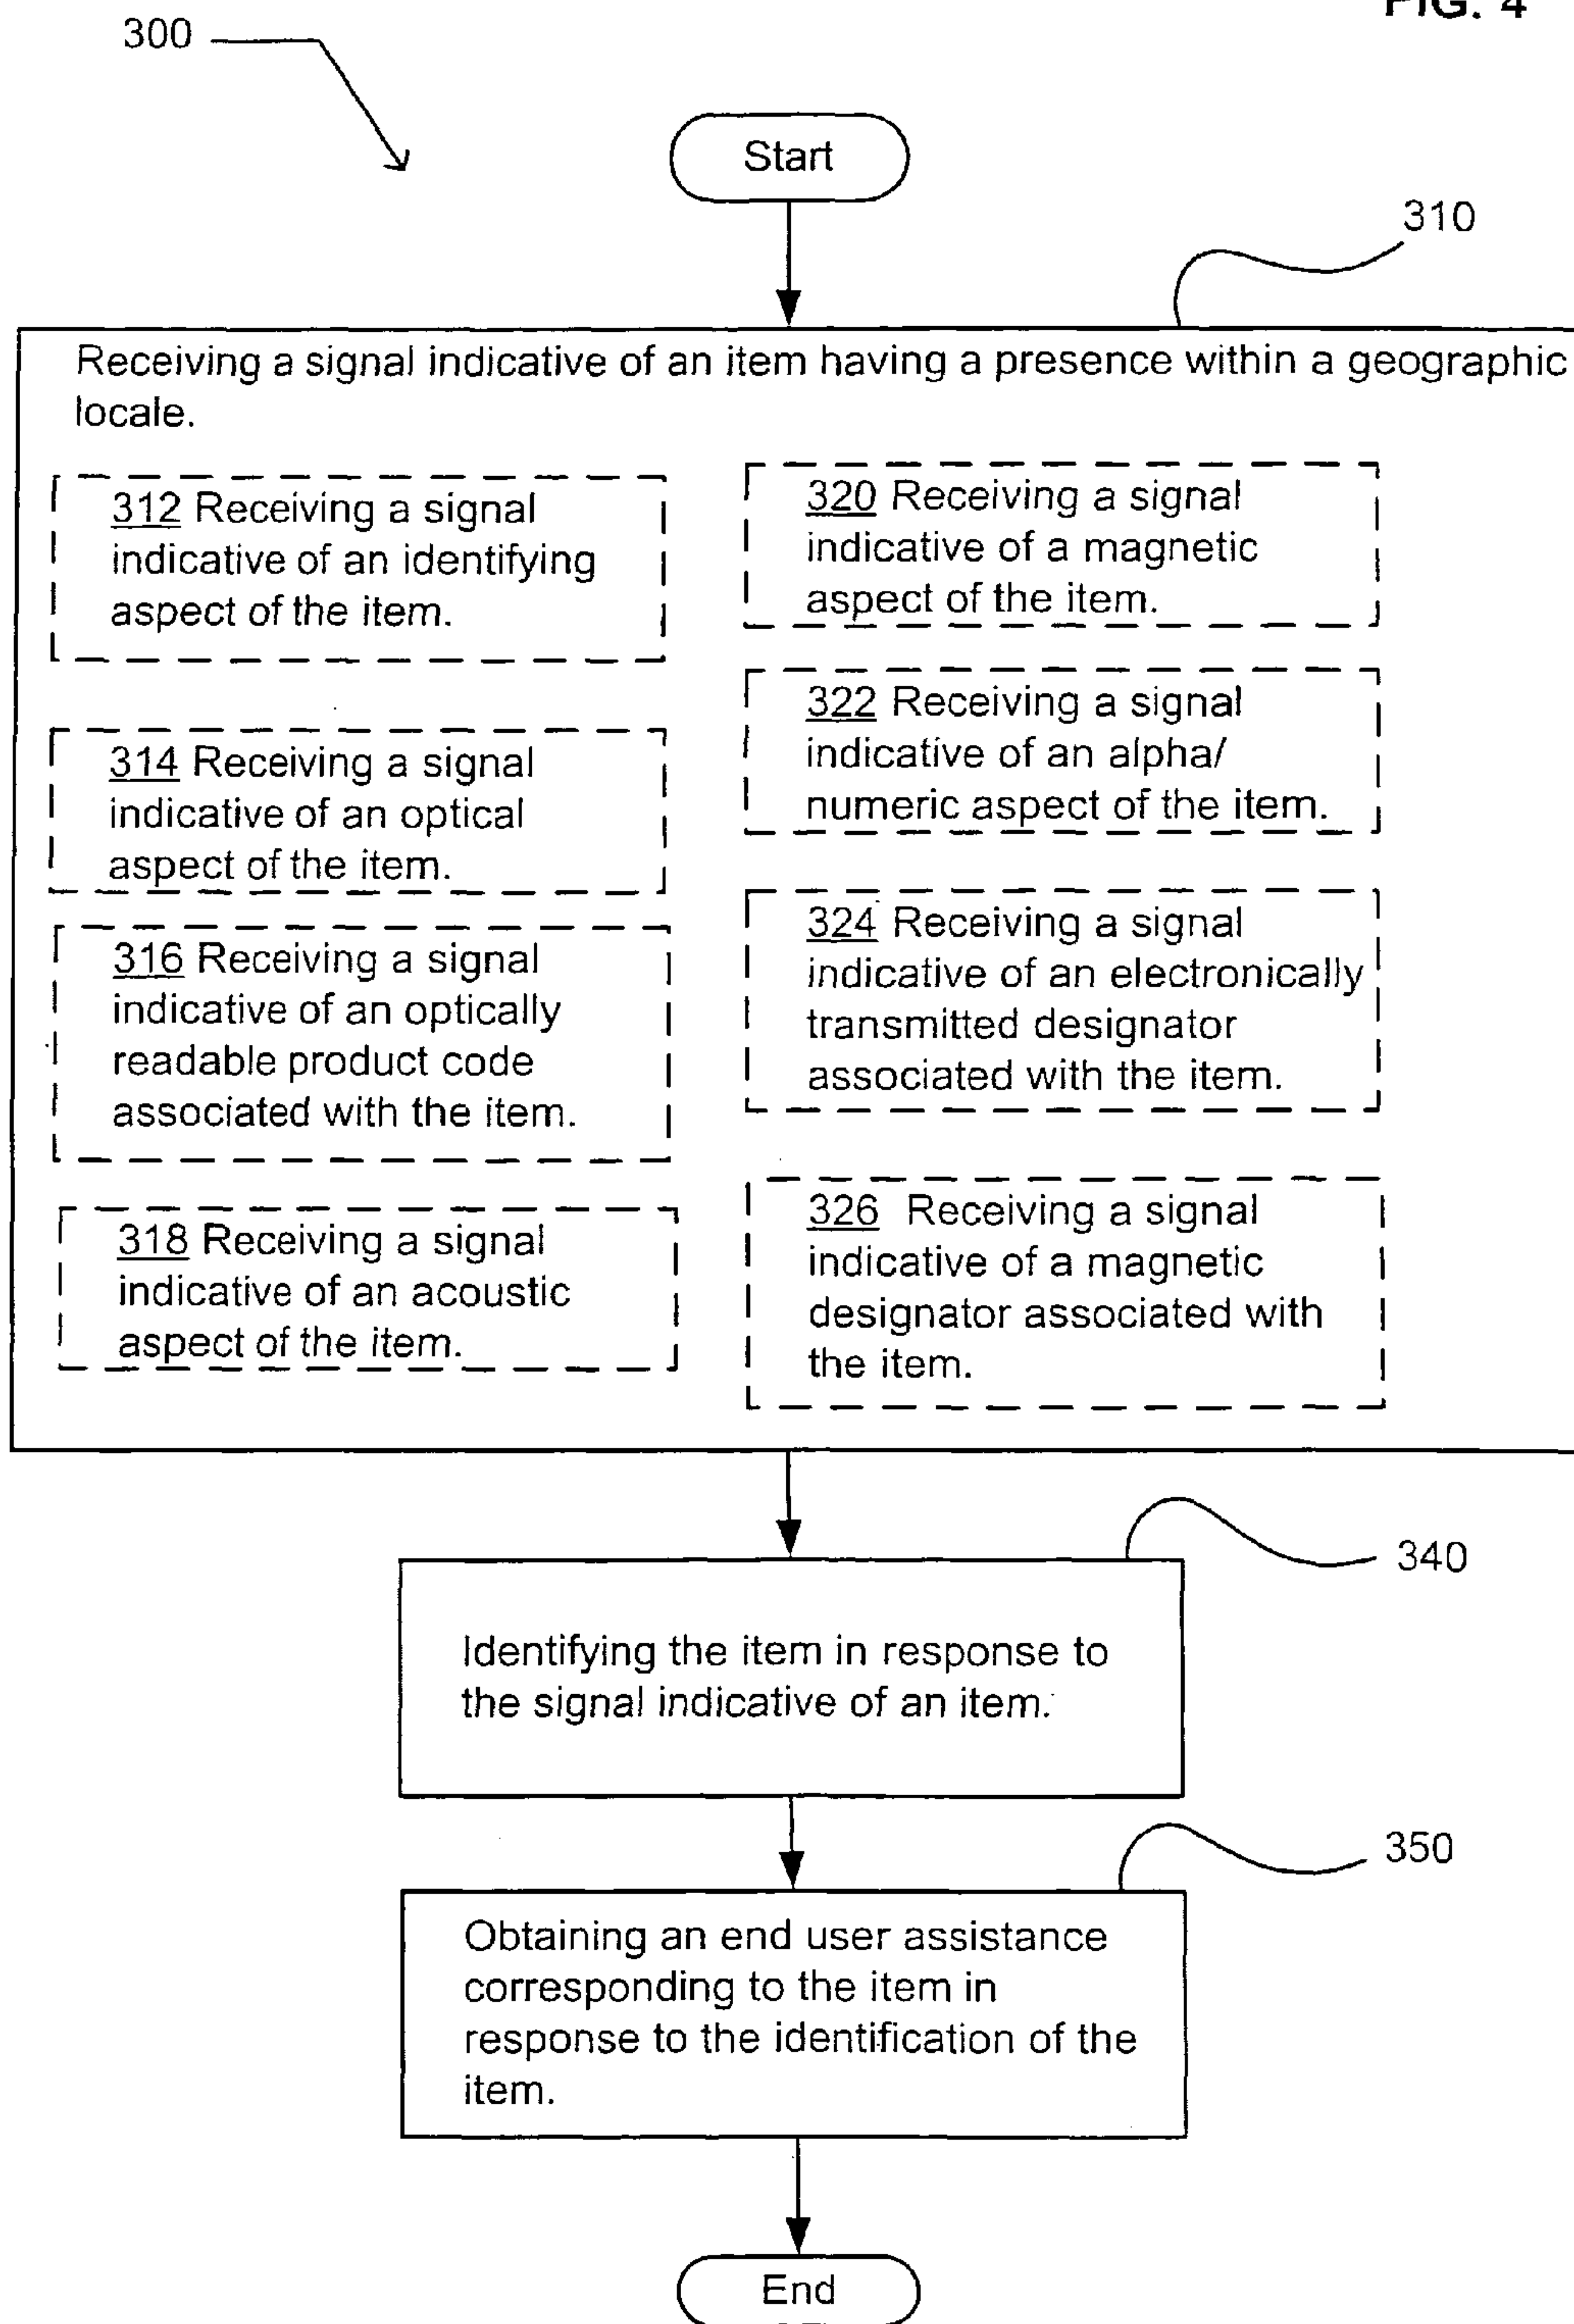 FIG. 4
300
Start
310
Receiving a signal indicative of an item having a presence within a geographic
locale.
312 Receiving a signal
indicative of an identifying
aspect of the item.
314 Receiving a signal
indicative of an optical
aspect of the item.
316 Receiving a signal
indicative of an optically
readable product code
associated with the item.
318 Receiving a signal
indicative of an acoustic
aspect of the item.
320 Receiving a signal
indicative of a magnetic
aspect of the item.
322 Receiving a signal
indicative of an alpha/
numeric aspect of the item.
324 Receiving a signal
indicative of an electronically
transmitted designator
associated with the item.
326 Receiving a signal
indicative of a magnetic
designator associated with
the item.
340
Identifying the item in response to
the signal indicative of an item.
350
Obtaining an end user assistance
corresponding to the item in
response to the identification of the
item.
End